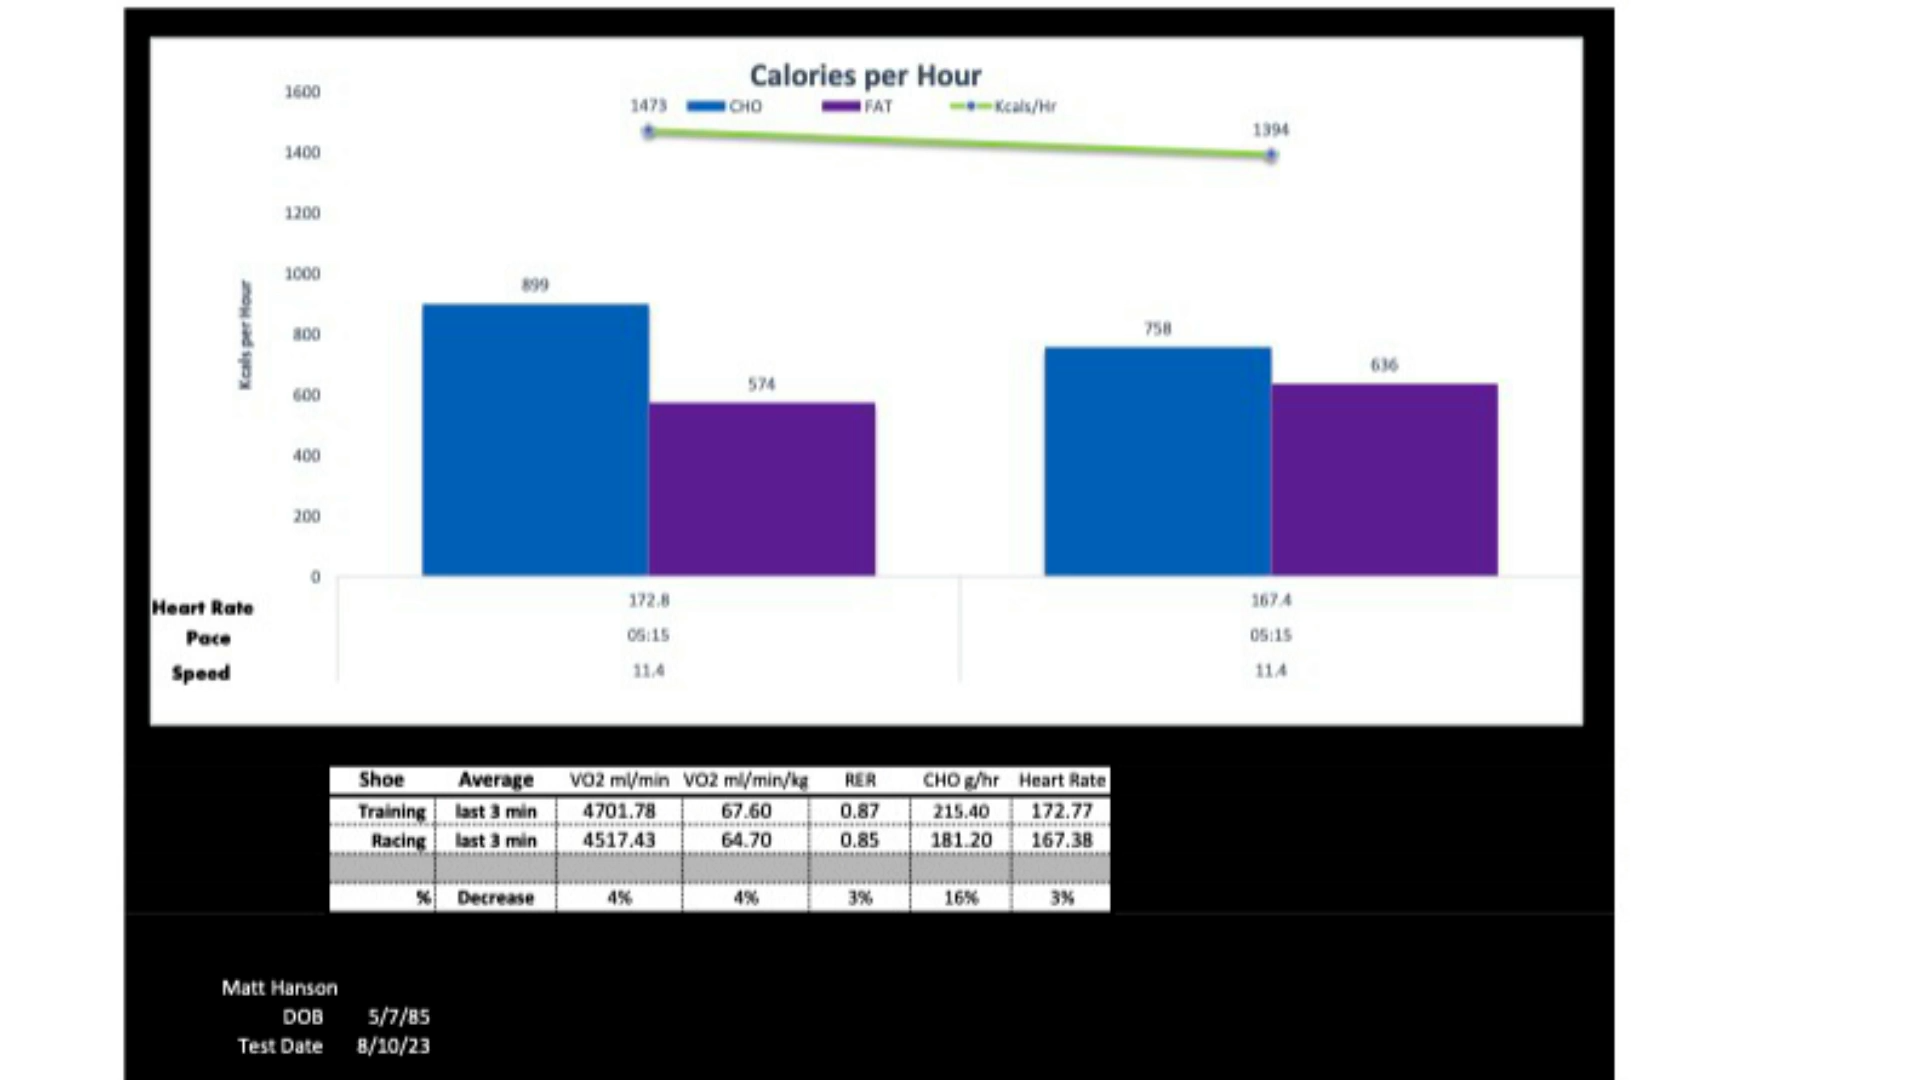 Calories per Hour
CHO FAT Kcals/Hr
1600
1400
1200
1000
800
600
400
200
0
Kcals per Hour
1473 1394
899 574 758 636
Heart Rate 172.8 167.4
Pace 05:15 05:15
Speed 11.4 11.4
Shoe Average VO2 ml/min VO2 ml/min/kg RER CHO g/hr Heart Rate
Training last 3 min 4701.78 67.60 0.87 215.40 172.77
Racing last 3 min 4517.43 64.70 0.85 181.20 167.38
% Decrease 4% 4% 3% 16% 3%
Matt Hanson
DOB 5/7/85
Test Date 8/10/23